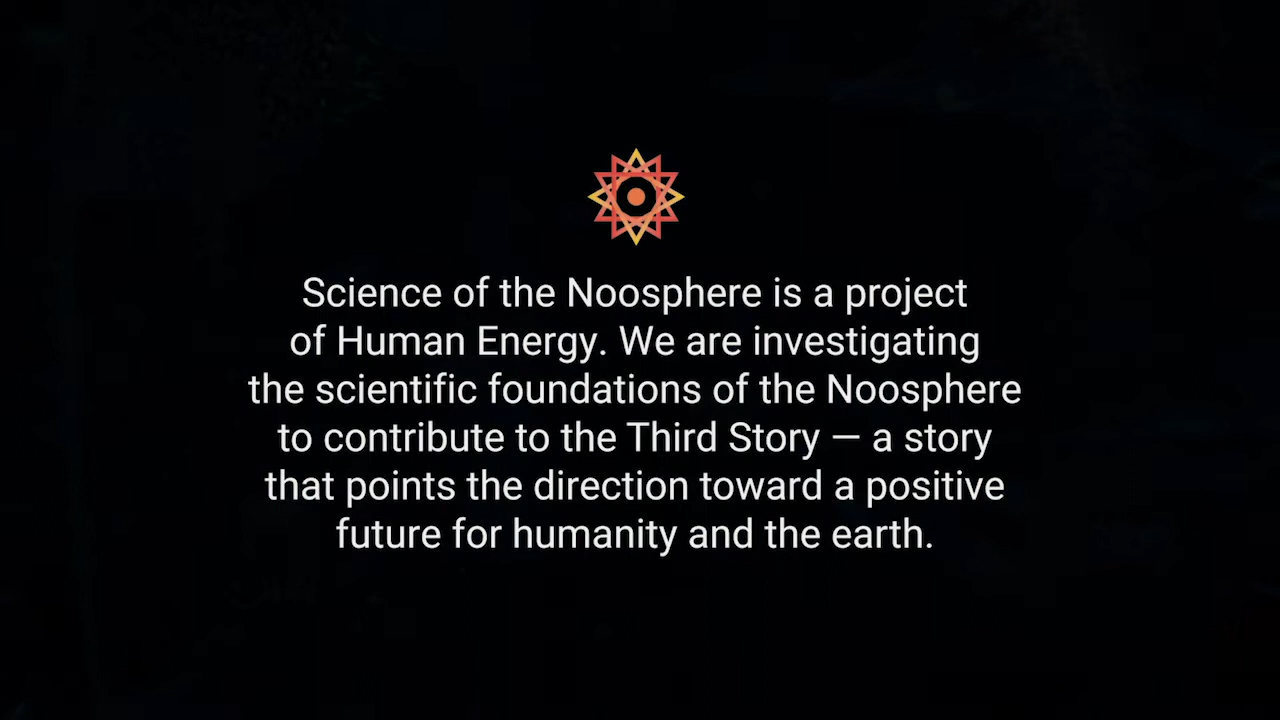 Science of the Noosphere is a project
of Human Energy. We are investigating
the scientific foundations of the Noosphere
to contribute to the Third Story — a story
that points the direction toward a positive
future for humanity and the earth.